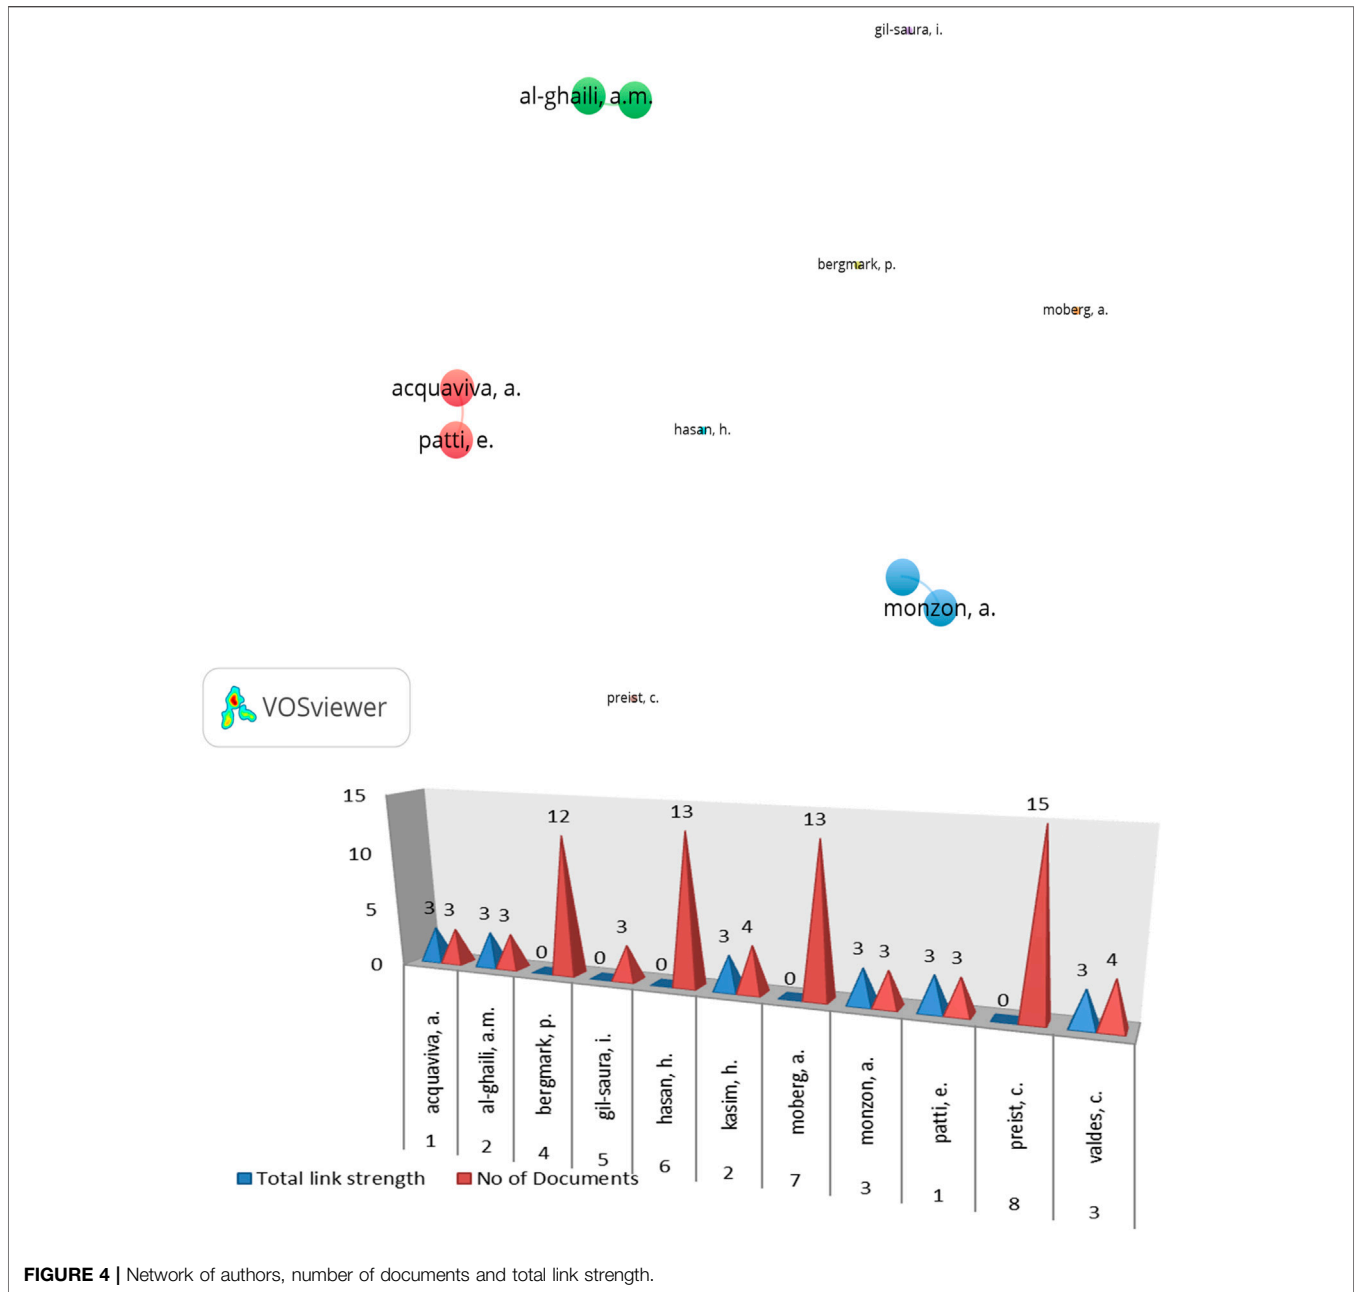 gil-saura, i.
al-ghaili, a.m.
bergmark, p.
moberg, a.
acquaviva, a.
hasan, h.
patti, e.
monzon, a.
preist, c.
VOSviewer
15
10
5
0
3 3 3 3 0 12 0 3 0 13 3 4 0 13 3 3 3 3 0 15 3 4
acquaviva, a.
al-ghaili, a.m.
bergmark, p.
gil-saura, i.
hasan, h.
kasim, h.
moberg, a.
monzon, a.
patti, e.
preist, c.
valdes, c.
1 2 4 5 6 2 7 3 1 8 3
Total link strength No of Documents
FIGURE 4 | Network of authors, number of documents and total link strength.